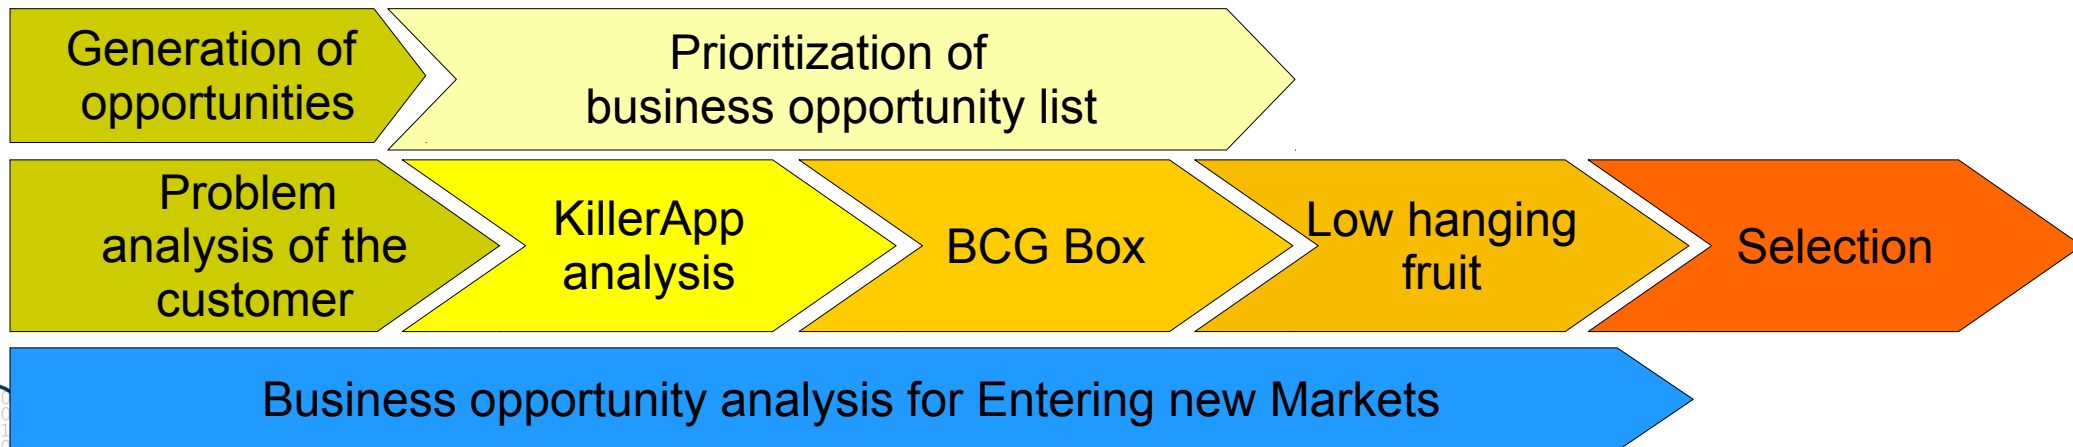 Generation of
opportunities
Prioritization of
business opportunity list
Problem
analysis of the
customer
KillerApp
analysis
BCG Box
Low hanging
fruit
Selection
Business opportunity analysis for Entering new Markets